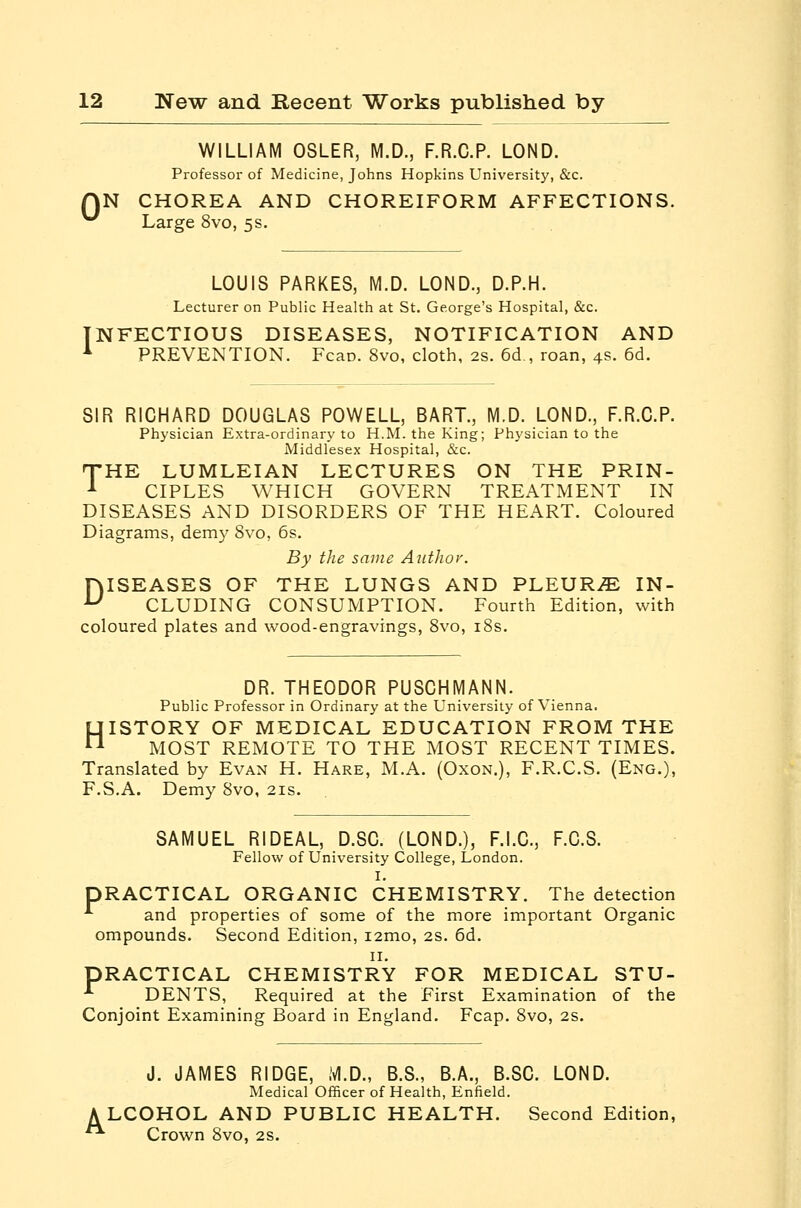 12 New and Recent Works published by
WILLIAM OSLER, M.D., F.R.C.P. LOND.
Professor of Medicine, Johns Hopkins University, &c.
ON CHOREA AND CHOREIFORM AFFECTIONS.
Large 8vo, 5s.
LOUIS PARKES, M.D. LOND., D.P.H.
Lecturer on Public Health at St. George's Hospital, &c.
INFECTIOUS DISEASES, NOTIFICATION AND
PREVENTION. Fcap. 8vo, cloth, 2s. 6d., roan, 4s. 6d.
SIR RICHARD DOUGLAS POWELL, BART., M.D. LOND., F.R.C.P.
Physician Extra-ordinary to H.M. the King; Physician to the
Middlesex Hospital, &c.
THE LUMLEIAN LECTURES ON THE PRIN-
CIPLES WHICH GOVERN TREATMENT IN
DISEASES AND DISORDERS OF THE HEART. Coloured
Diagrams, demy 8vo, 6s.
By the same Author.
DISEASES OF THE LUNGS AND PLEURÆ IN-
CLUDING CONSUMPTION. Fourth Edition, with
coloured plates and wood-engravings, 8vo, 18s.
DR. THEODOR PUSCHMANN.
Public Professor in Ordinary at the University of Vienna.
HISTORY OF MEDICAL EDUCATION FROM THE
MOST REMOTE TO THE MOST RECENT TIMES.
Translated by EVAN H. HARE, M.A. (OXON.), F.R.C.S. (ENG.),
F.S.A. Demy 8vo, 21s.
SAMUEL RIDEAL, D.SC. (LOND.), F.I.C., F.C.S.
Fellow of University College, London.
I.
PRACTICAL ORGANIC CHEMISTRY. The detection
and properties of some of the more important Organic
ompounds. Second Edition, 12mo, 2s. 6d.
II.
PRACTICAL CHEMISTRY FOR MEDICAL STU-
DENTS, Required at the First Examination of the
Conjoint Examining Board in England. Fcap. 8vo, 2s.
J. JAMES RIDGE, M.D., B.S., B.A., B.SC. LOND.
Medical Officer of Health, Enfield.
ALCOHOL AND PUBLIC HEALTH. Second Edition,
Crown 8vo, 2s.